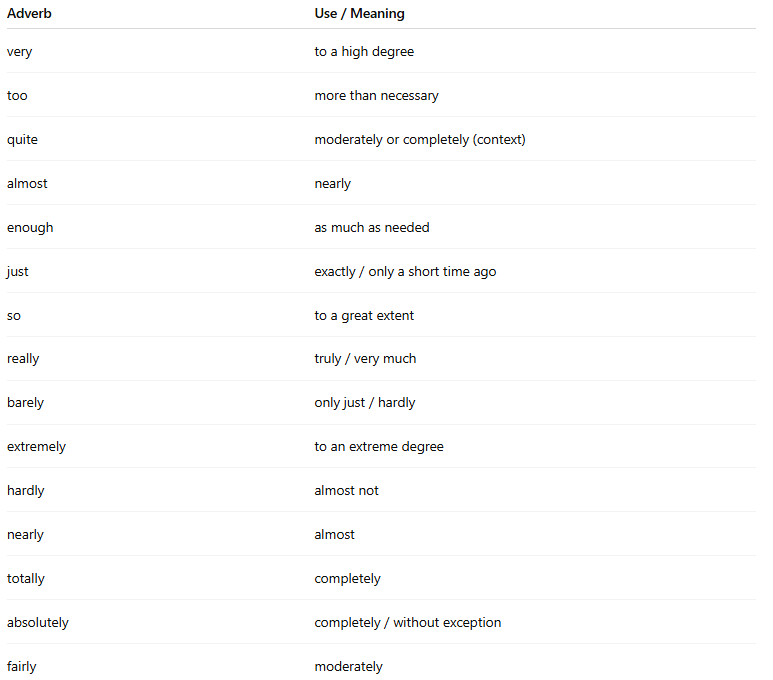 Adverb Use / Meaning
very to a high degree
too more than necessary
quite moderately or completely (context)
almost nearly
enough as much as needed
just exactly / only a short time ago
so to a great extent
really truly / very much
barely only just / hardly
extremely to an extreme degree
hardly almost not
nearly almost
totally completely
absolutely completely / without exception
fairly moderately